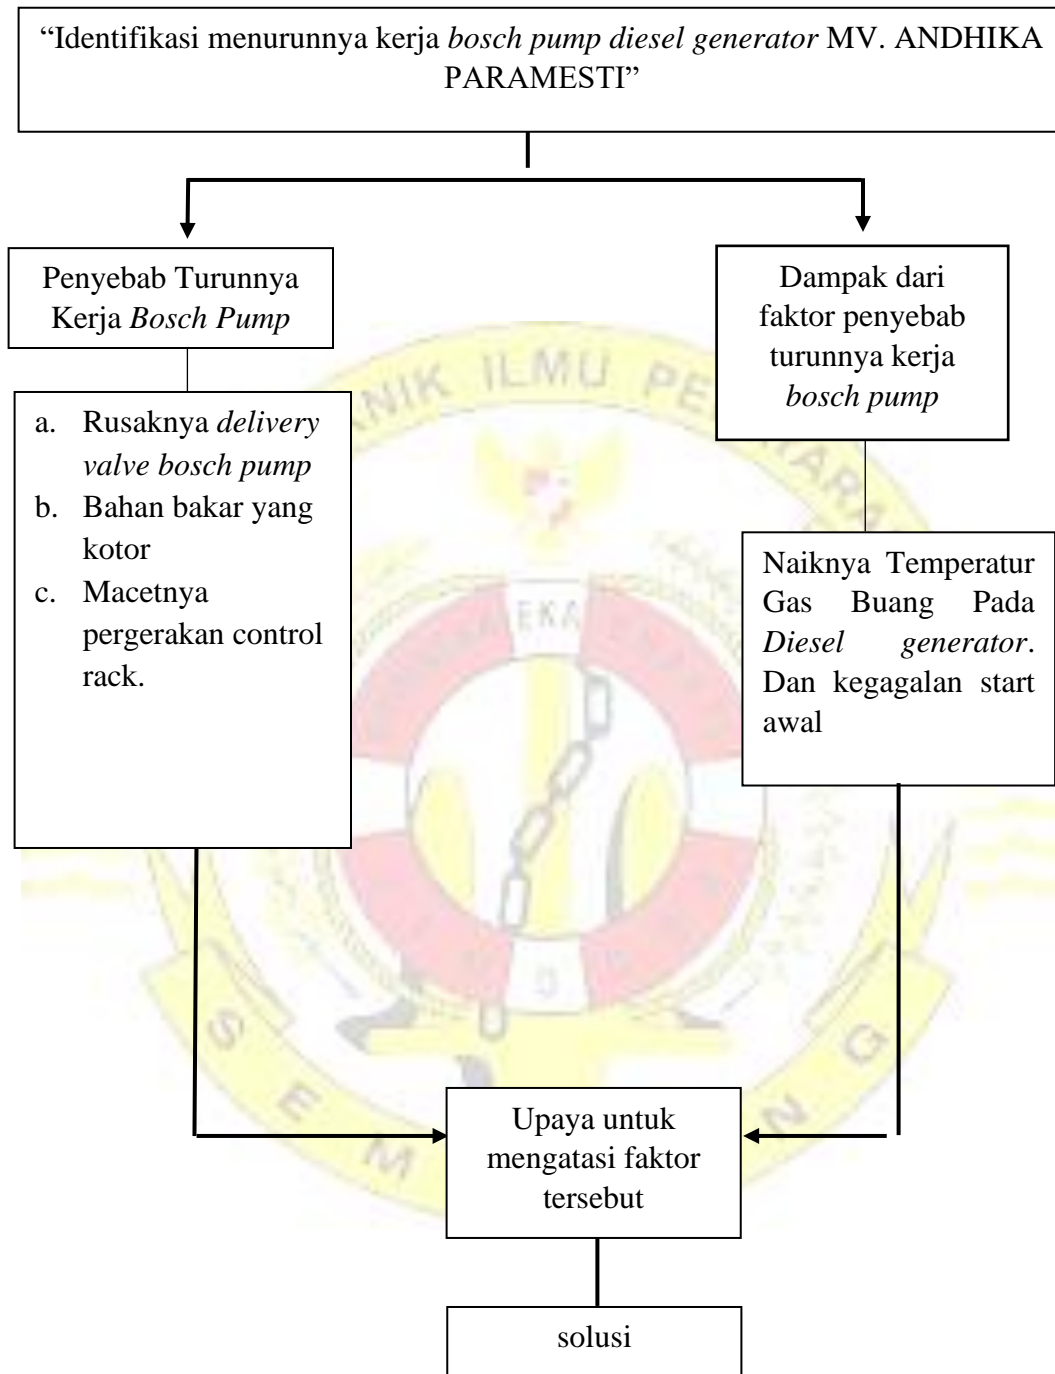 “Identifikasi menurunnya kerja bosch pump diesel generator MV. ANDHIKA
PARAMESTI”
Penyebab Turunnya
Kerja Bosch Pump
Dampak dari
faktor penyebab
turunnya kerja
bosch pump
a. Rusaknya delivery
valve bosch pump
b. Bahan bakar yang
kotor
c. Macetnya
pergerakan control
rack.
Naiknya Temperatur
Gas Buang Pada
Diesel generator.
Dan kegagalan start
awal
ILMU
EKA
Upaya untuk
mengatasi faktor
tersebut
solusi